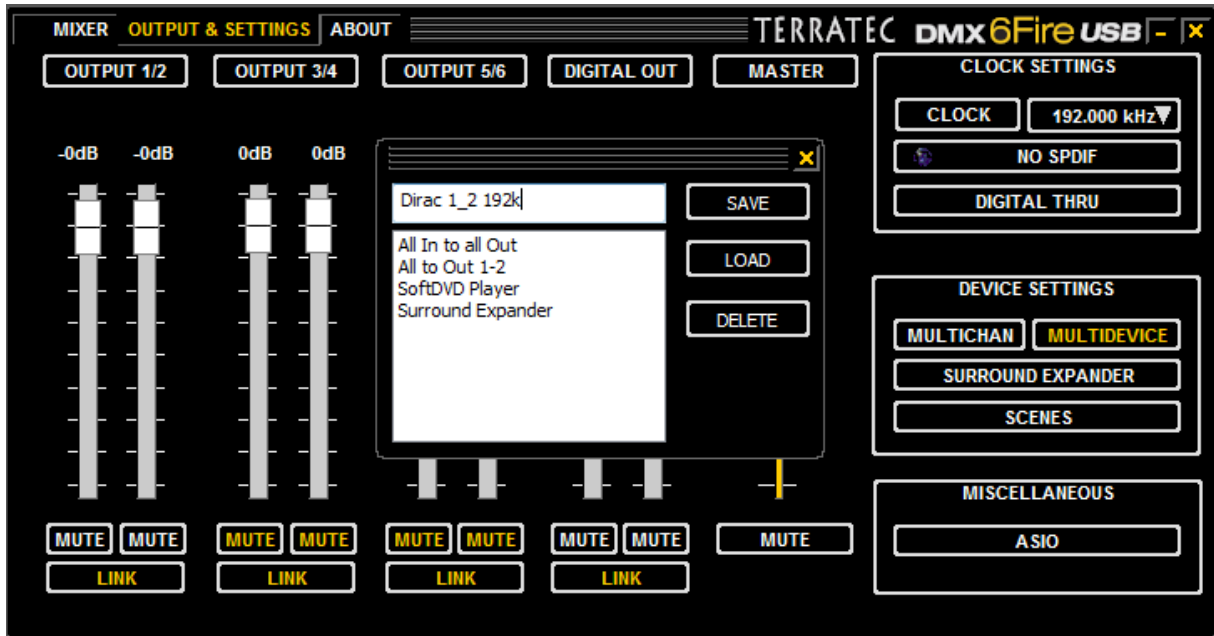 MIXER OUTPUT & SETTINGS ABOUT TERRATEC DMX 6Fire USB
OUTPUT 1/2 OUTPUT 3/4 OUTPUT 5/6 DIGITAL OUT MASTER
-0dB -0dB 0dB 0dB
Dirac 1_2 192k
SAVE
All In to all Out
All to Out 1-2
SoftDVD Player
Surround Expander
LOAD
DELETE
MUTE MUTE MUTE MUTE MUTE MUTE MUTE MUTE MUTE
LINK LINK LINK LINK
CLOCK SETTINGS
CLOCK 192.000 kHz
NO SPDIF
DIGITAL THRU
DEVICE SETTINGS
MULTICHAN MULTIDEVICE
SURROUND EXPANDER
SCENES
MISCELLANEOUS
ASIO